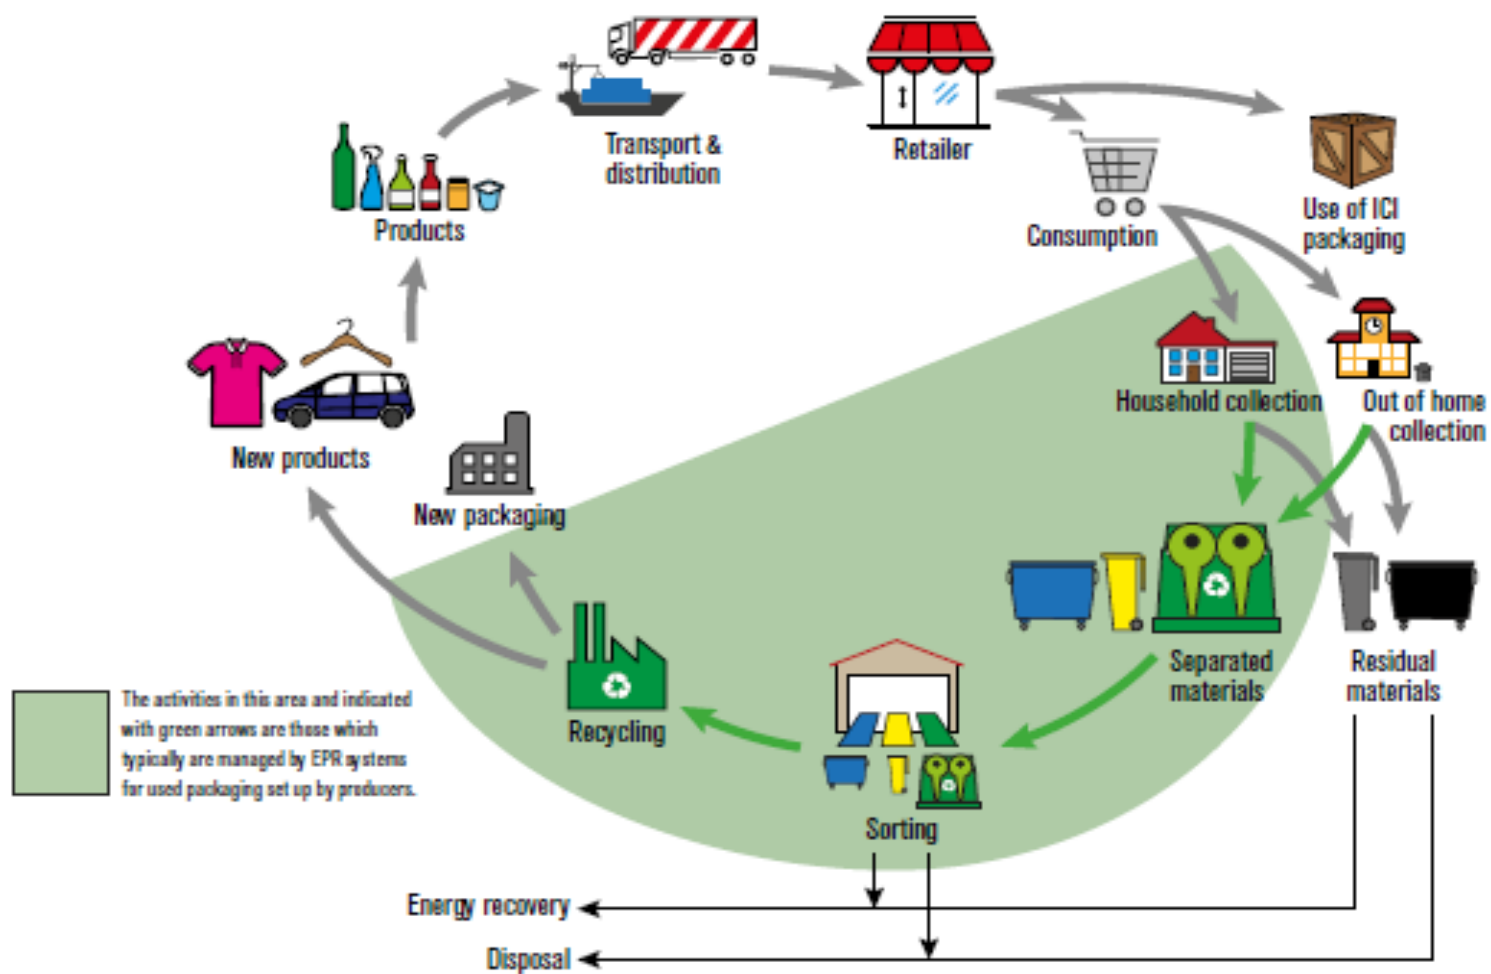 Transport &
distribution
Retailer
Products
Consumption
Use of ICI
packaging
New products
New packaging
Household collection
Out of home
collection
Separated
materials
Residual
materials
Recycling
Sorting
The activities in this area and indicated
with green arrows are those which
typically are managed by EPR systems
for used packaging set up by producers.
Energy recovery
Disposal